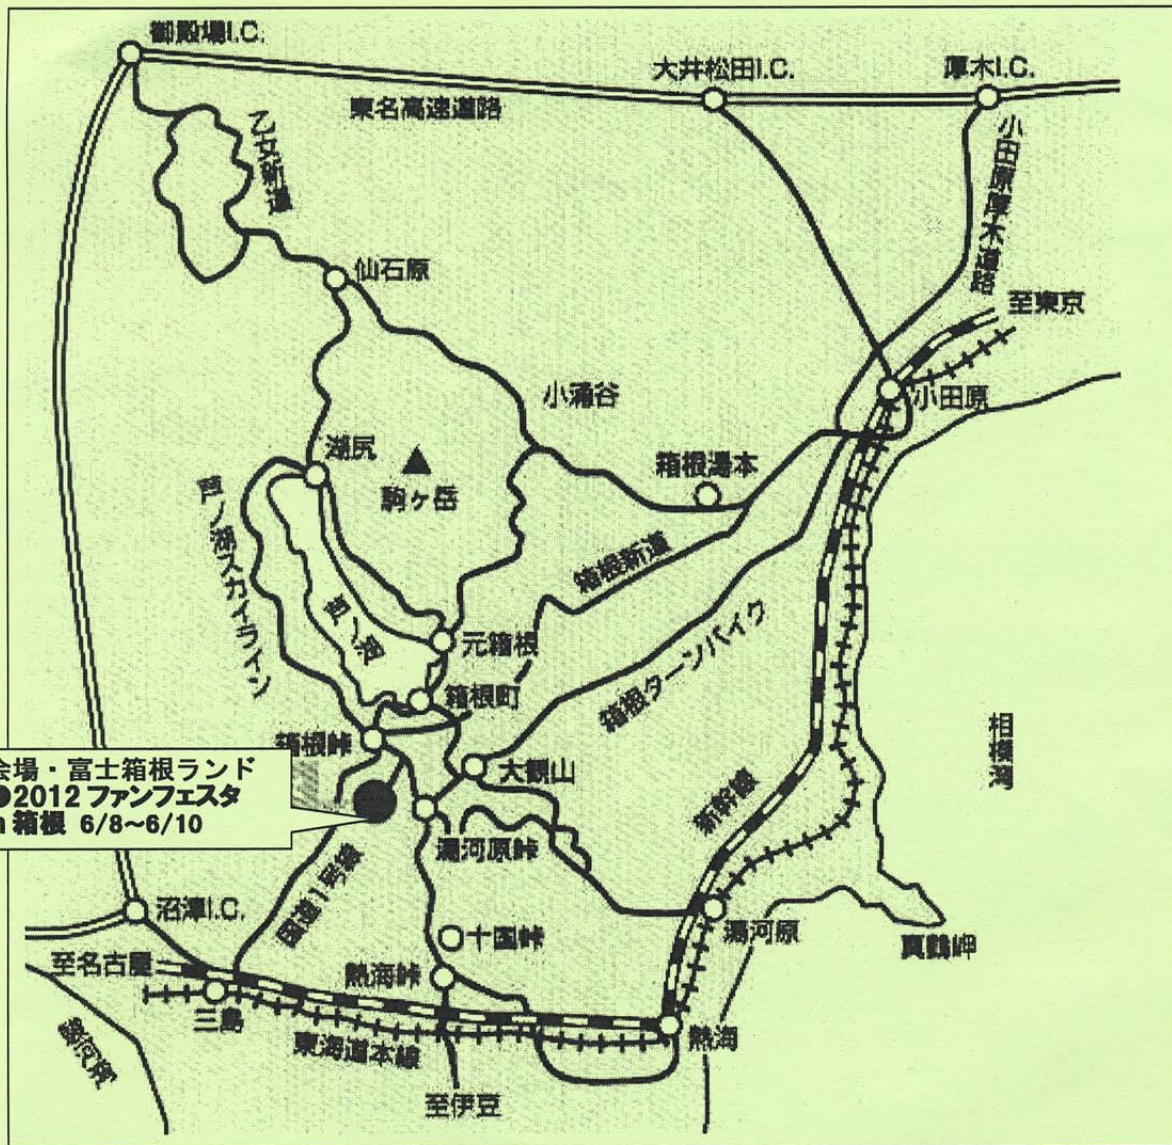 御殿場I.C.
大井松田I.C.
厚木I.C.
東名高速道路
乙女新道
小田原厚木道路
仙石原
至東京
小涌谷
小田原
湖尻
箱根湯本
駒ヶ岳
芦ノ湖スカイライン
芦ノ湖
箱根新道
元箱根
箱根町
箱根ターンパイク
箱根峠
大観山
相模湾
会場・富士箱根ランド
●2012 ファンフェスタ
箱根 6/8~6/10
新幹線
湯河原峠
国道1号線
沼津I.C.
湯河原
十国峠
真鶴岬
至名古屋
熱海峠
三島
熱海
東海道本線
駿河湾
至伊豆